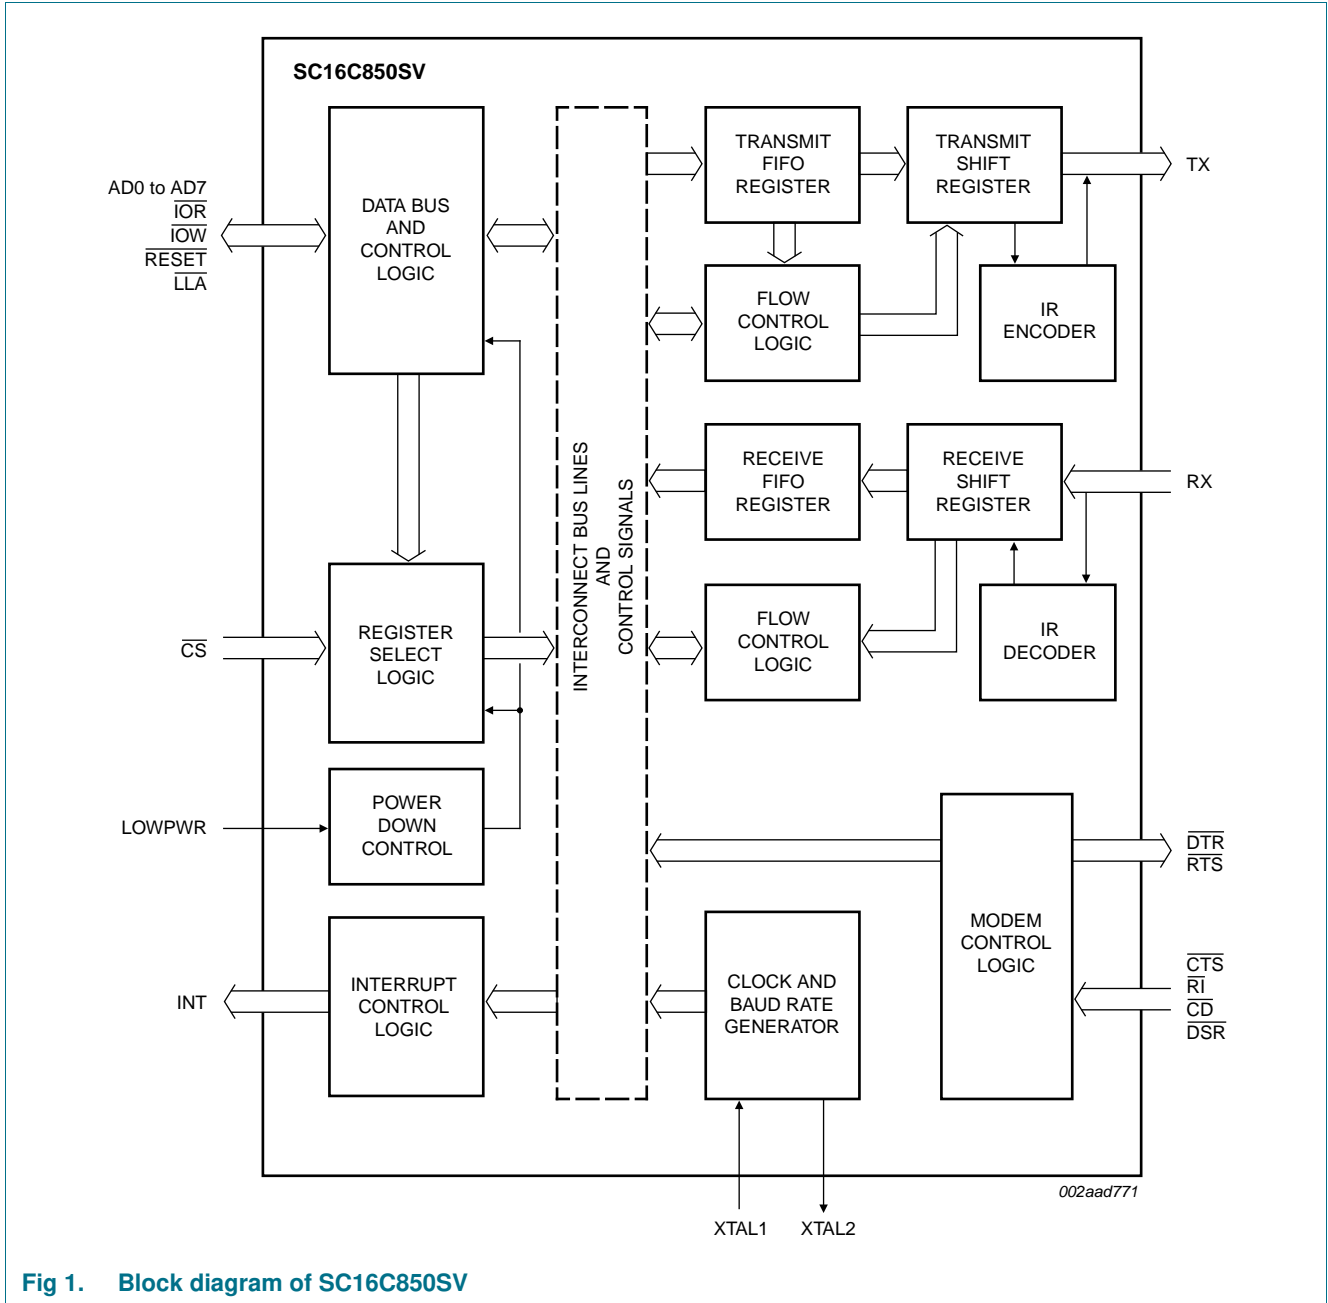 SC16C850SV
AD0 to AD7
IOR
IOW
RESET
LLA
DATA BUS
AND
CONTROL
LOGIC
TRANSMIT
FIFO
REGISTER
TRANSMIT
SHIFT
REGISTER
TX
FLOW
CONTROL
LOGIC
IR
ENCODER
INTERCONNECT BUS LINES
AND
CONTROL SIGNALS
RECEIVE
FIFO
REGISTER
RECEIVE
SHIFT
REGISTER
RX
CS
REGISTER
SELECT
LOGIC
FLOW
CONTROL
LOGIC
IR
DECODER
LOWPWR
POWER
DOWN
CONTROL
DTR
RTS
MODEM
CONTROL
LOGIC
INT
INTERRUPT
CONTROL
LOGIC
CLOCK AND
BAUD RATE
GENERATOR
CTS
RI
CD
DSR
002aad771
XTAL1
XTAL2
Fig 1. Block diagram of SC16C850SV